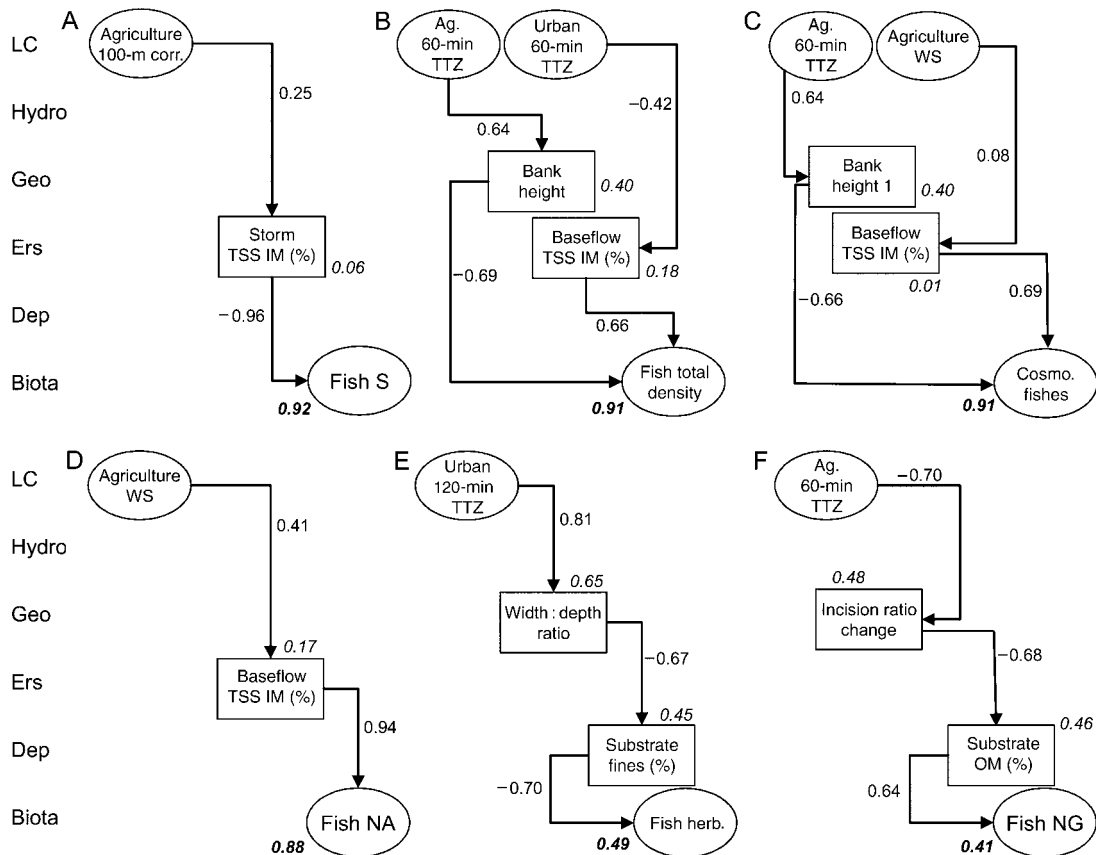 A
B
C
LC
Agriculture
100-m corr.
Ag.
60-min
TTZ
Urban
60-min
TTZ
Ag.
60-min
TTZ
Agriculture
WS
0.25
−0.42
0.64
Hydro
0.64
0.08
Geo
Bank
height
0.40
Bank
height 1
0.40
Ers
Storm
TSS IM (%)
0.06
Baseflow
TSS IM (%)
0.18
Baseflow
TSS IM (%)
0.01
−0.69
−0.66
0.69
Dep
−0.96
0.66
Biota
Fish S
0.92
Fish total
density
0.91
Cosmo.
fishes
0.91
D
E
F
LC
Agriculture
WS
Urban
120-min
TTZ
Ag.
60-min
TTZ
−0.70
0.41
0.81
Hydro
0.65
0.48
Geo
Width : depth
ratio
Incision ratio
change
0.17
−0.67
−0.68
Ers
Baseflow
TSS IM (%)
0.45
0.46
0.94
Dep
Substrate
fines (%)
Substrate
OM (%)
−0.70
0.64
Biota
Fish NA
0.88
Fish herb.
0.49
Fish NG
0.41